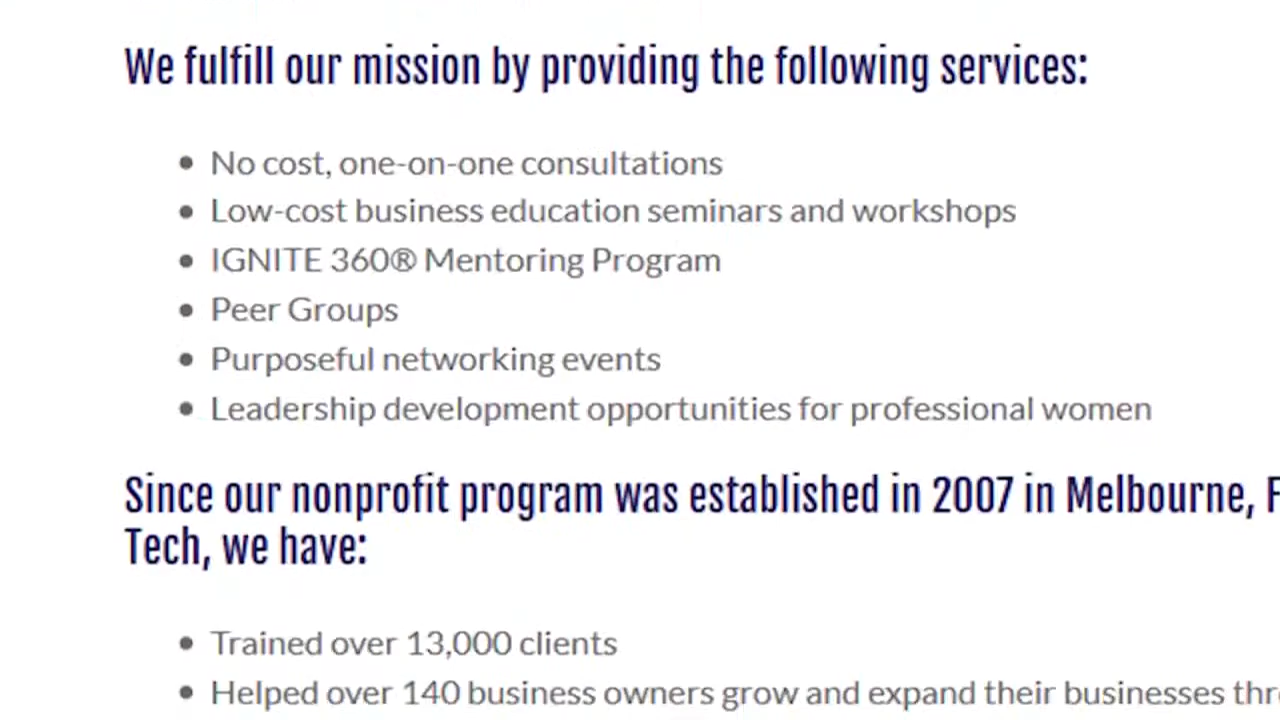 We fulfill our mission by providing the following services:
No cost, one-on-one consultations
Low-cost business education seminars and workshops
IGNITE 360® Mentoring Program
Peer Groups
Purposeful networking events
Leadership development opportunities for professional women
Since our nonprofit program was established in 2007 in Melbourne,
Tech, we have:
Trained over 13,000 clients
Helped over 140 business owners grow and expand their businesses